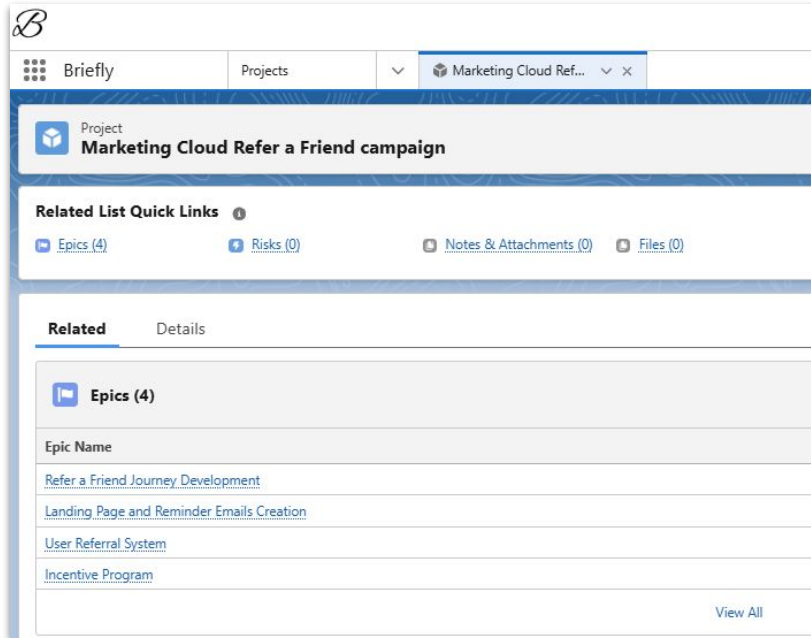 B
Briefly Projects Marketing Cloud Ref...
Project
Marketing Cloud Refer a Friend campaign
Related List Quick Links
Epics (4) Risks (0) Notes & Attachments (0) Files (0)
Related Details
Epics (4)
Epic Name
Refer a Friend Journey Development
Landing Page and Reminder Emails Creation
User Referral System
Incentive Program
View All